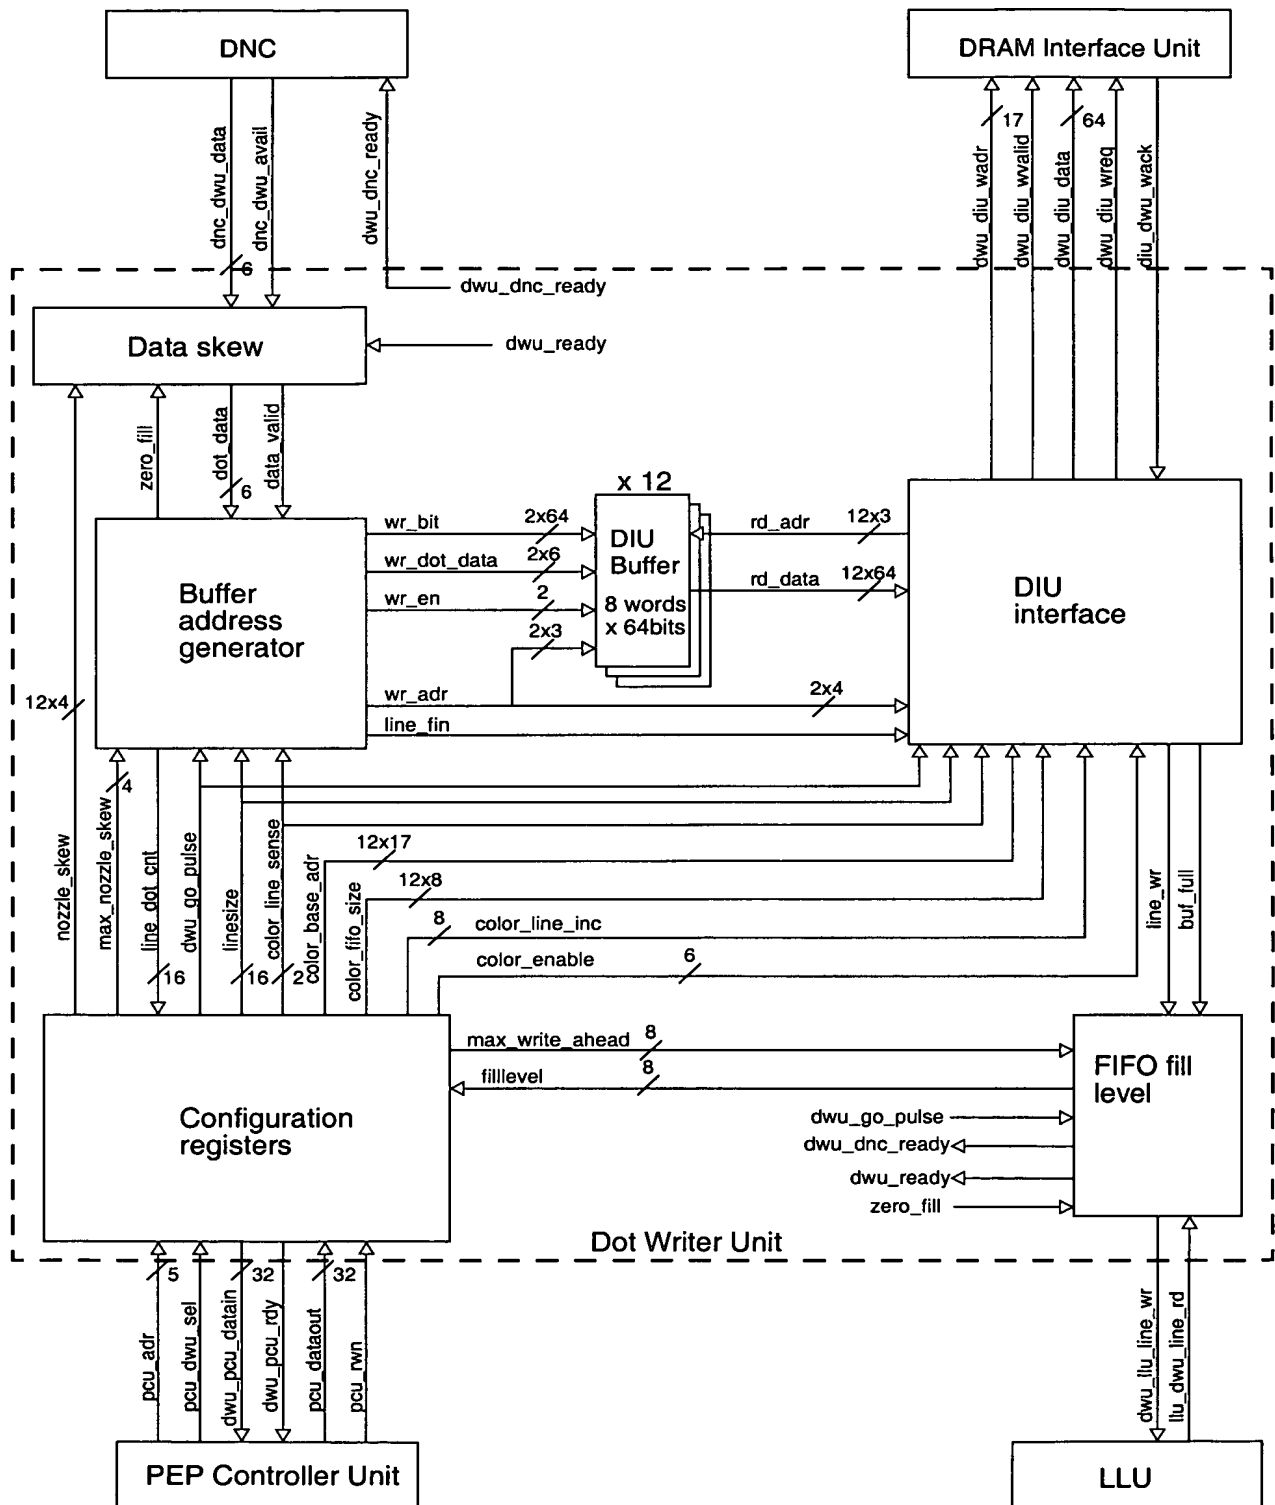 DNC
DRAM Interface Unit
dnc_dwu_data
dnc_dwu_avail
dwu_dnc_ready
6
dwu_diu_wadr
17
dwu_diu_wvalid
dwu_diu_data
64
dwu_diu_wreq
diu_dwu_wack
dwu_dnc_ready
Data skew
dwu_ready
zero_fill
dot_data
6
data_valid
x 12
wr_bit
2x64
wr_dot_data
2x6
wr_en
2
2x3
DIU
Buffer
8 words
x 64bits
rd_adr
12x3
rd_data
12x64
DIU
interface
Buffer
address
generator
wr_adr
2x4
line_fin
12x4
nozzle_skew
4
max_nozzle_skew
line_dot_cnt
16
dwu_go_pulse
linesize
16
color_line_sense
2
color_base_adr
12x17
color_fifo_size
12x8
8
color_line_inc
color_enable
6
line_wr
buf_full
max_write_ahead
8
filllevel
8
FIFO fill
level
Configuration
registers
dwu_go_pulse
dwu_dnc_ready
dwu_ready
zero_fill
Dot Writer Unit
pcu_adr
5
pcu_dwu_sel
dwu_pcu_datain
32
dwu_pcu_rdy
pcu_dataout
32
pcu_rwn
dwu_llu_line_wr
llu_dwu_line_rd
PEP Controller Unit
LLU